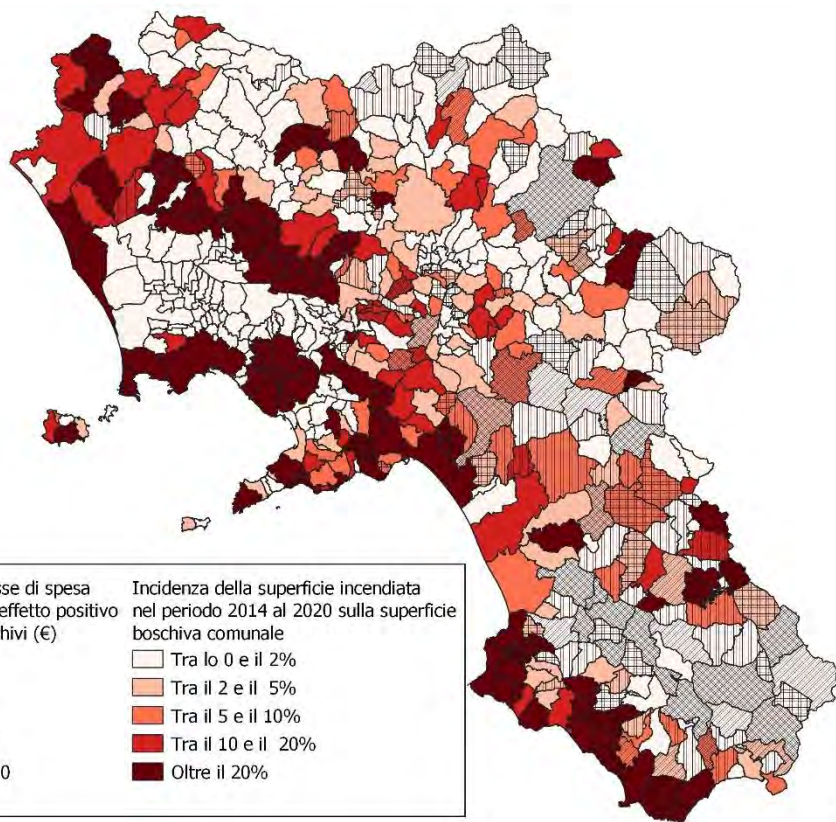 sse di spesa
effetto positivo
hivi (€)
0
Incidenza della superficie incendiata
nel periodo 2014 al 2020 sulla superficie
boschiva comunale
Tra lo 0 e il 2%
Tra il 2 e il 5%
Tra il 5 e il 10%
Tra il 10 e il 20%
Oltre il 20%